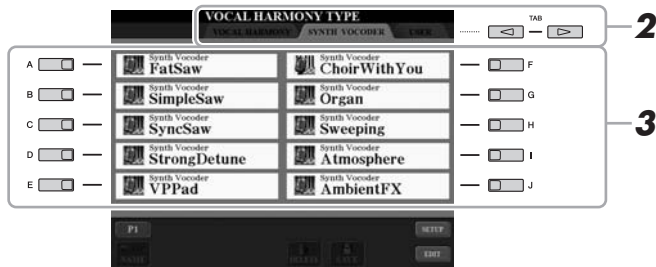 VOCAL HARMONY TYPE
VOCAL HARMONY SYNTH VOCODER USER
TAB
2
A Synth Vocoder FatSaw Synth Vocoder ChoirWithYou F
B Synth Vocoder SimpleSaw Synth Vocoder Organ G
C Synth Vocoder SyncSaw Synth Vocoder Sweeping H
3
D Synth Vocoder StrongDetune Synth Vocoder Atmosphere I
E Synth Vocoder VPPad Synth Vocoder AmbientFX J
P1 SETUP
NAME DELETE SAVE EDIT